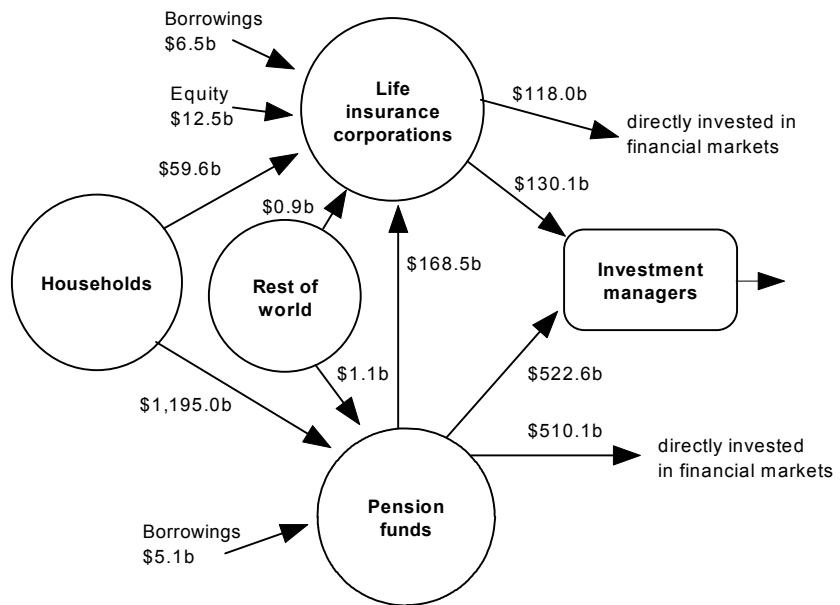 Borrowings
$6.5b
Equity
$12.5b
$59.6b
Life
insurance
corporations
$118.0b
directly invested in
financial markets
$130.1b
$0.9b
Households
Rest of
world
$168.5b
Investment
managers
$1.1b
$1,195.0b
$522.6b
$510.1b
directly invested
in financial markets
Pension
funds
Borrowings
$5.1b